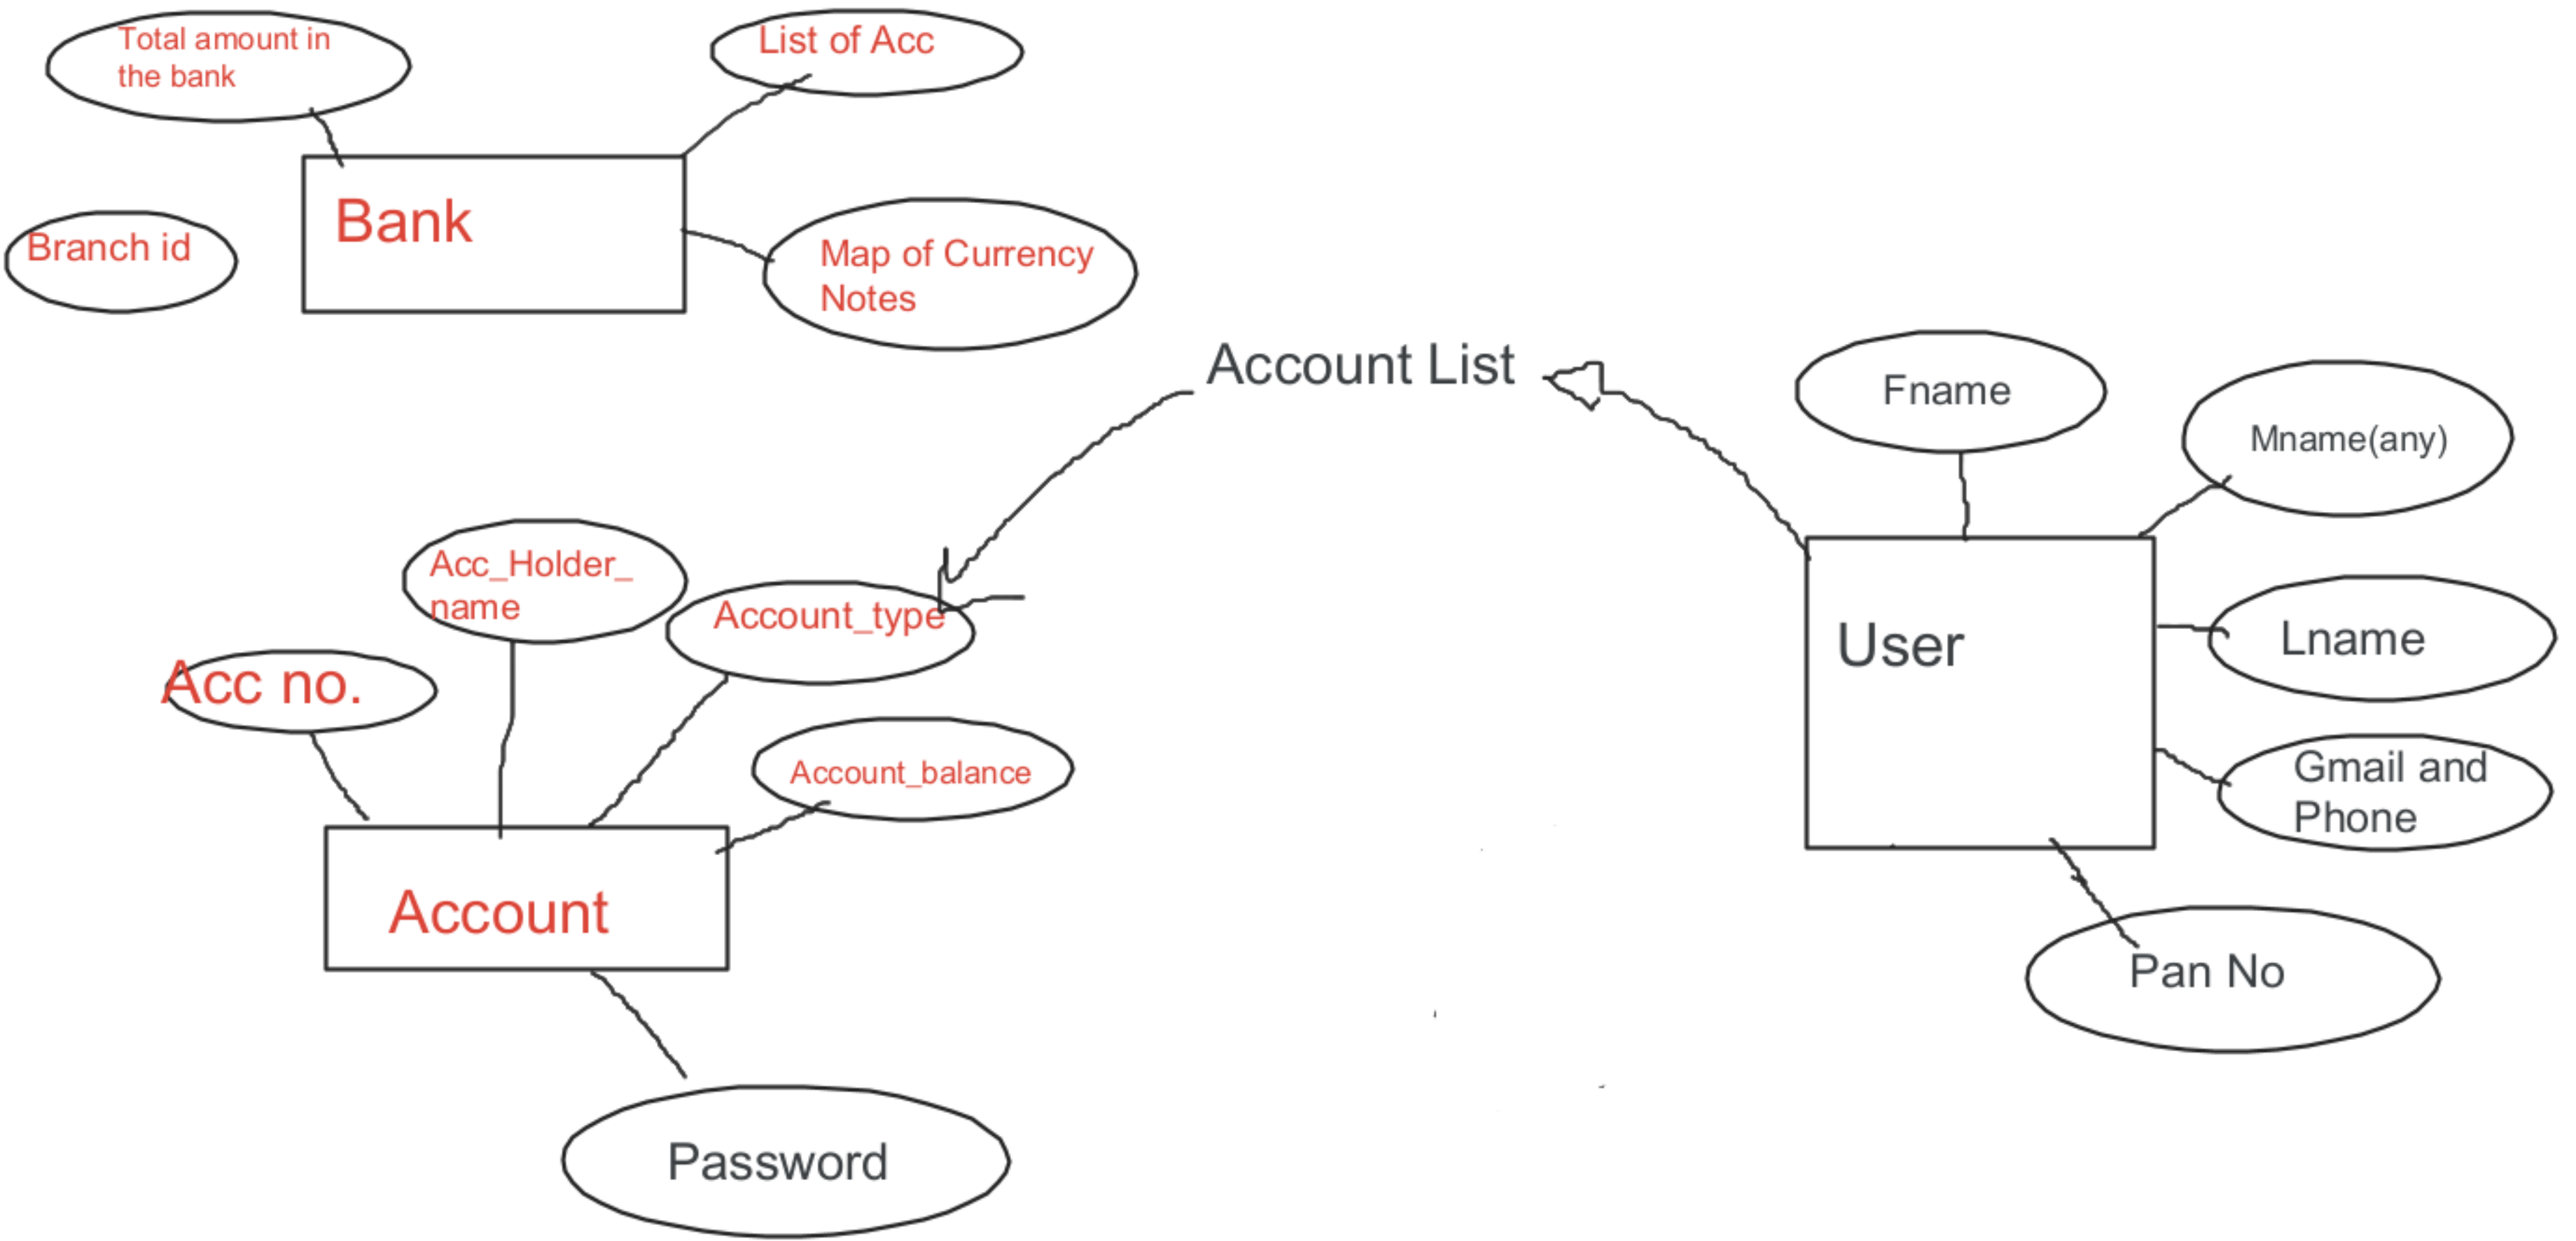 Total amount in
the bank
List of Acc
Bank
Branch id
Map of Currency
Notes
Account List
Fname
Mname(any)
Acc_Holder_
name
Account_type
Acc no.
User
Lname
Account_balance
Gmail and
Phone
Account
Pan No
Password